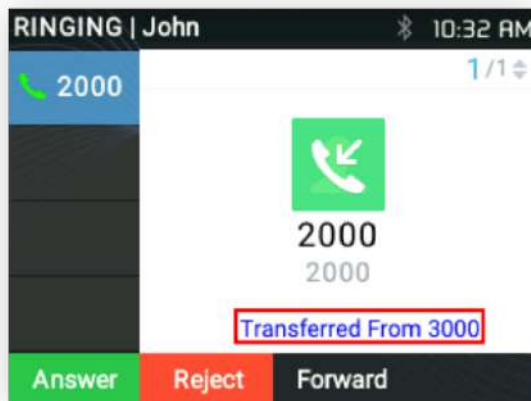 RINGING | John 10:32 AM
2000
1/1
2000
2000
Transferred From 3000
Answer Reject Forward